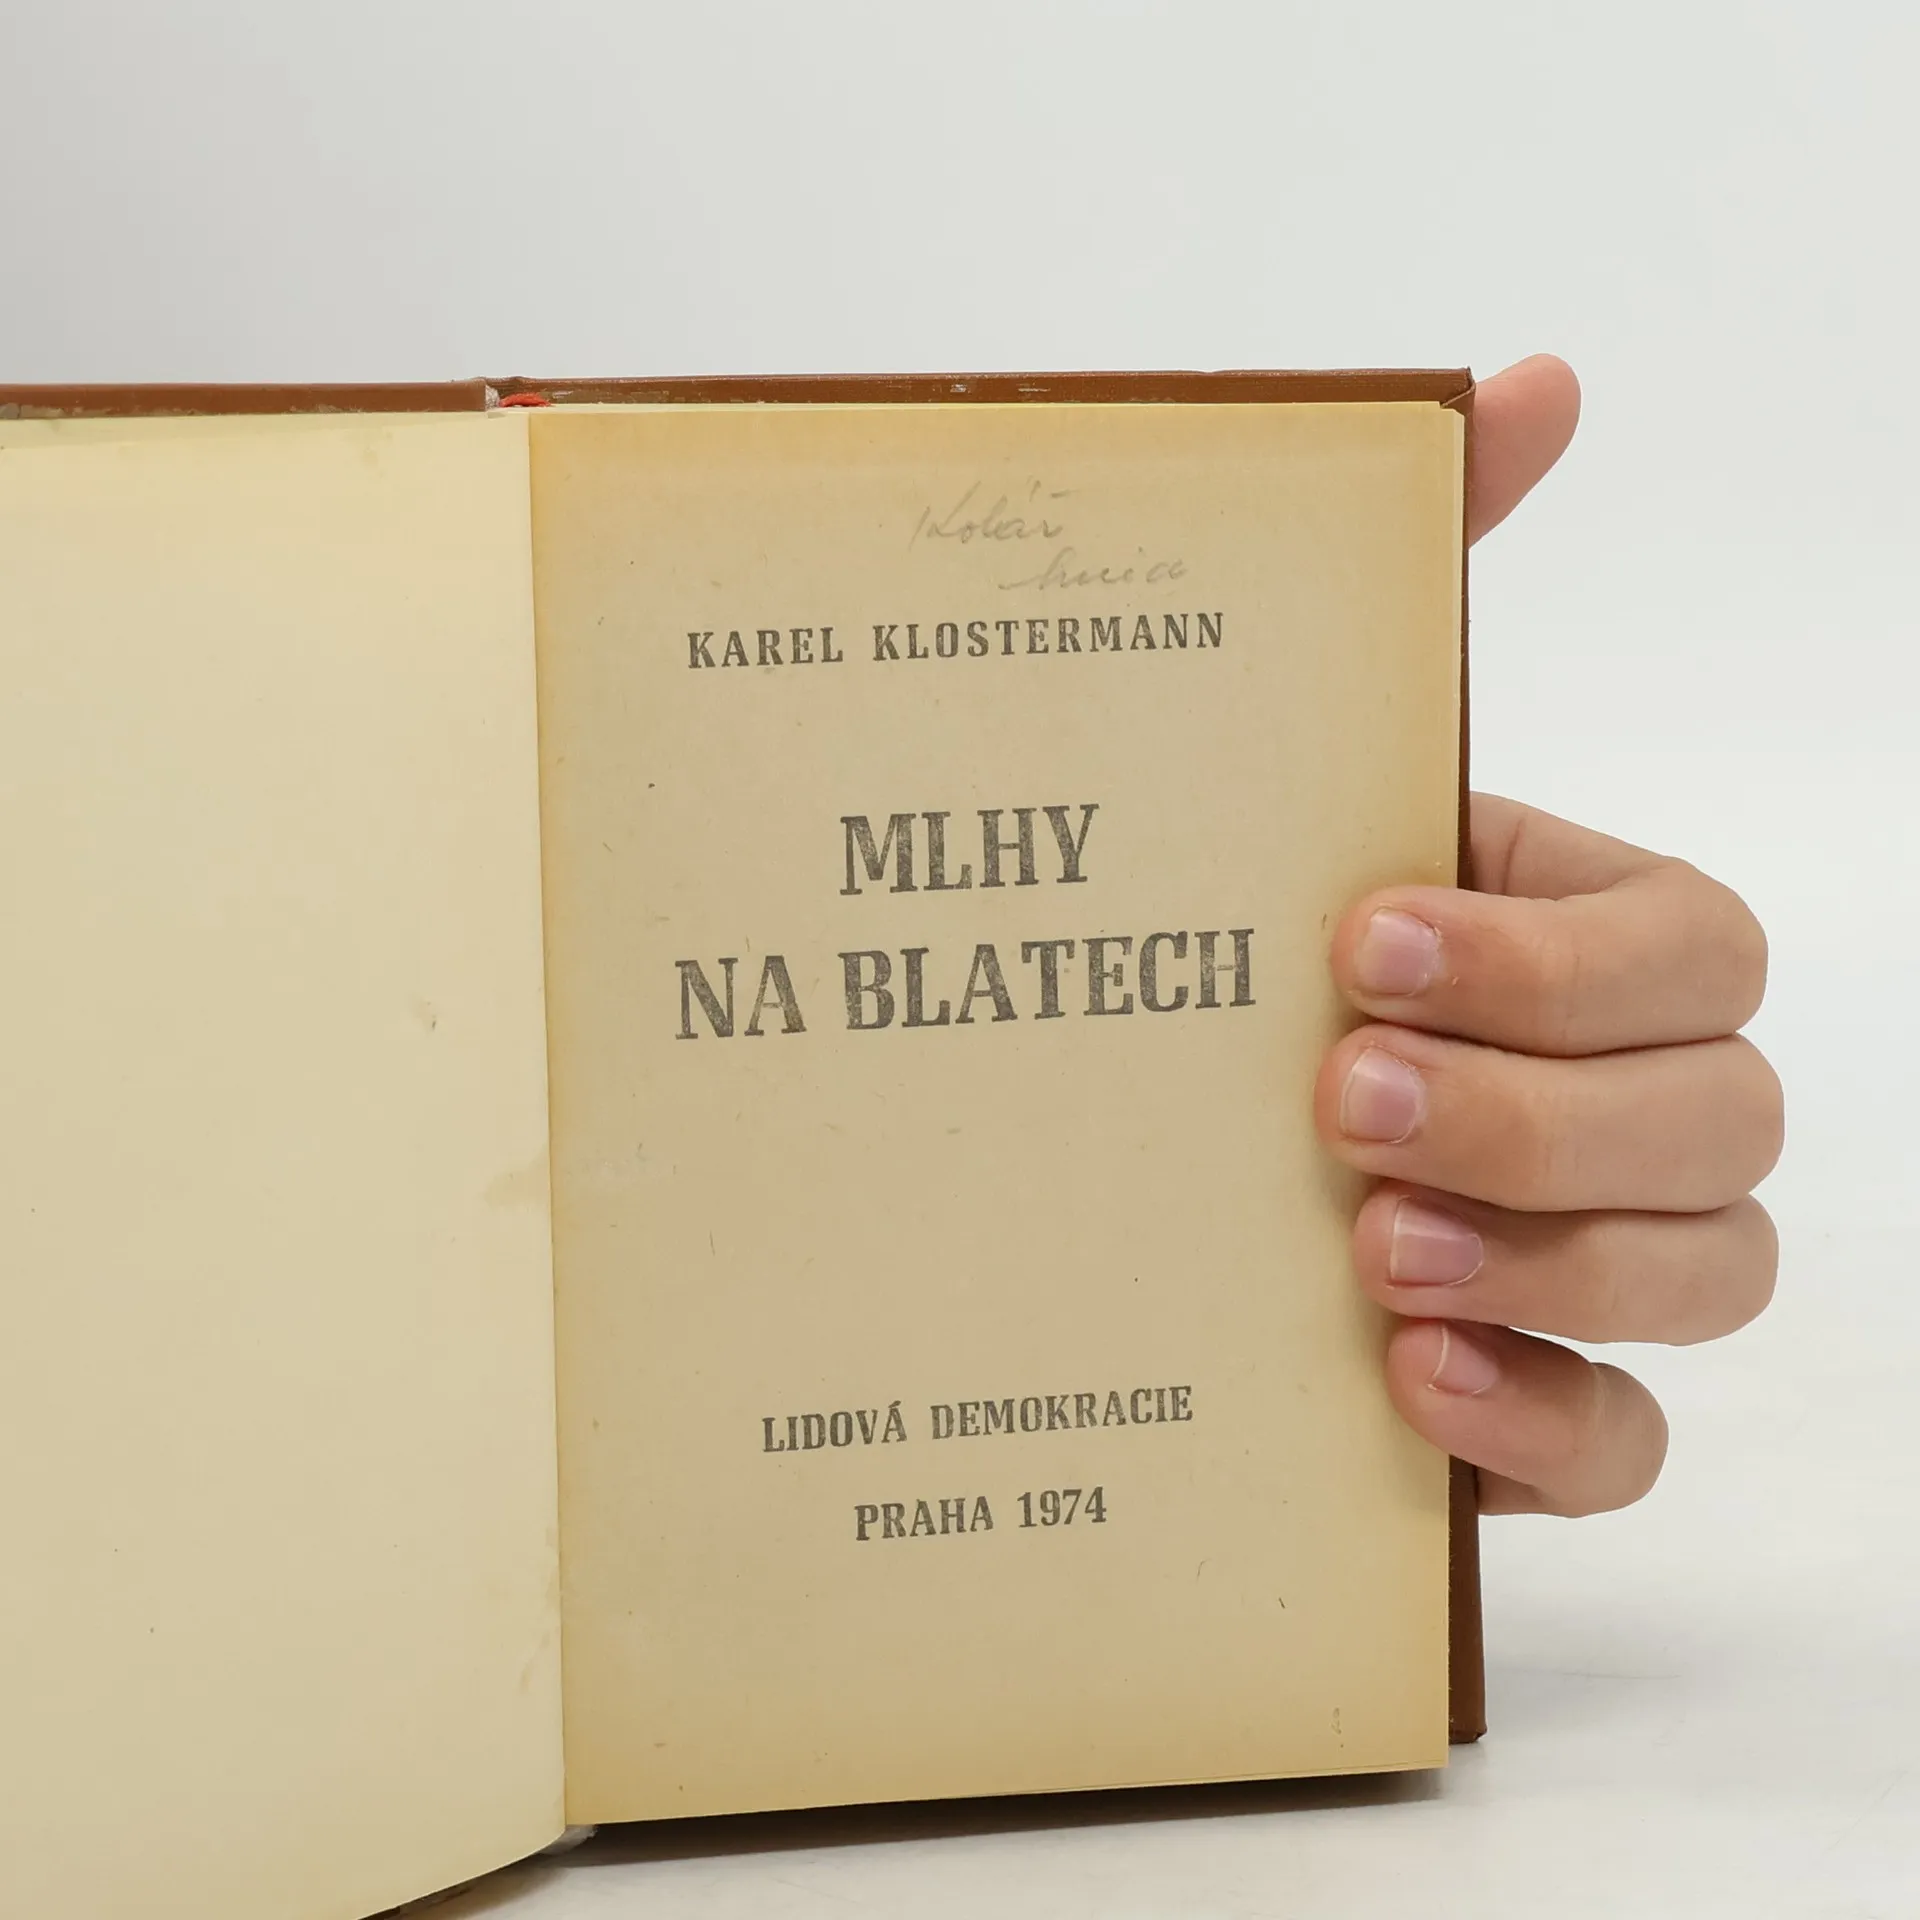 Kolář
KAREL KLOSTERMANN
MLHY
NA BLATECH
LIDOVÁ DEMOKRACIE
PRAHA 1974